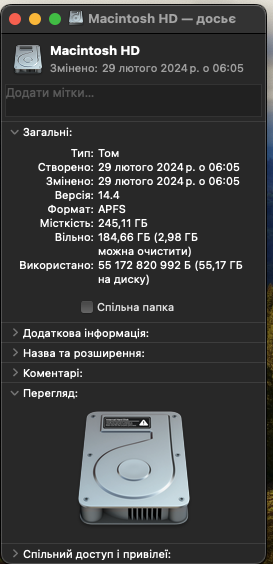 Macintosh HD — досьє
Macintosh HD
Змінено: 29 лютого 2024 р. о 06:05
Додати мітки…
Загальні:
Тип: Том
Створено: 29 лютого 2024 р. о 06:05
Змінено: 29 лютого 2024 р. о 06:05
Версія: 14.4
Формат: APFS
Місткість: 245,11 ГБ
Вільно: 184,66 ГБ (2,98 ГБ
можна очистити)
Використано: 55 172 820 992 Б (55,17 ГБ
на диску)
Спільна папка
Додаткова інформація:
Назва та розширення:
Коментарі:
Перегляд:
Спільний доступ і привілеї: